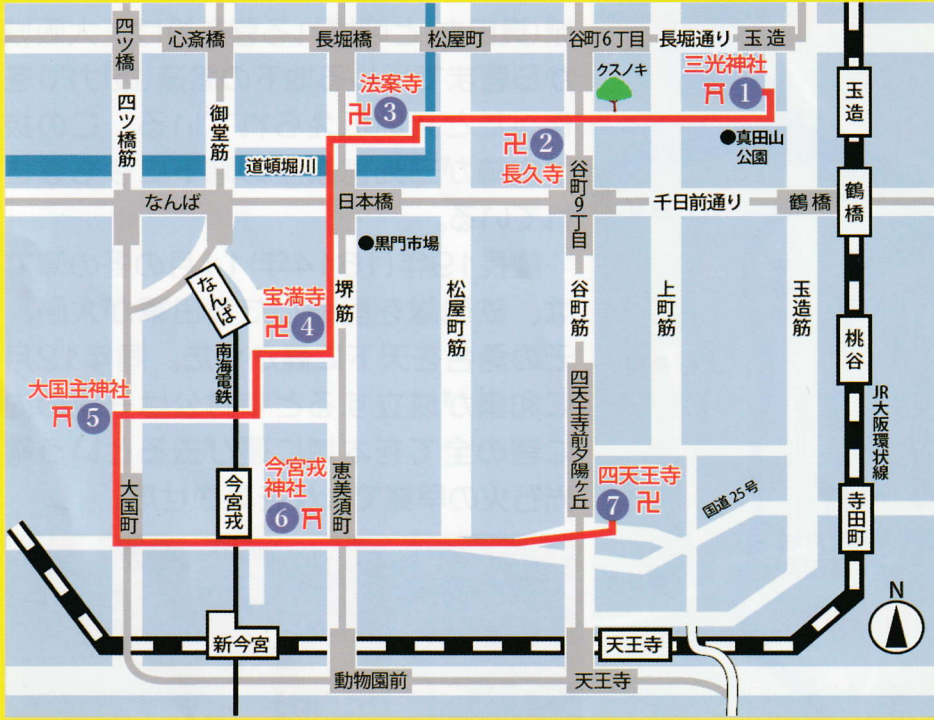 四ツ橋
心斎橋
長堀橋
松屋町
谷町6丁目
長堀通り
玉造
クスノキ
三光神社
1
法案寺
3
四ツ橋筋
御堂筋
2
長久寺
真田山
公園
玉造
道頓堀川
谷町9丁目
なんば
日本橋
千日前通り
鶴橋
鶴橋
黒門市場
なんば
宝満寺
4
堺筋
松屋町筋
谷町筋
上町筋
玉造筋
桃谷
南海電鉄
大国主神社
5
四天王寺前夕陽ヶ丘
JR大阪環状線
今宮戎
神社
6
四天王寺
7
大国町
今宮戎
恵美須町
国道25号
寺田町
N
新今宮
天王寺
動物園前
天王寺